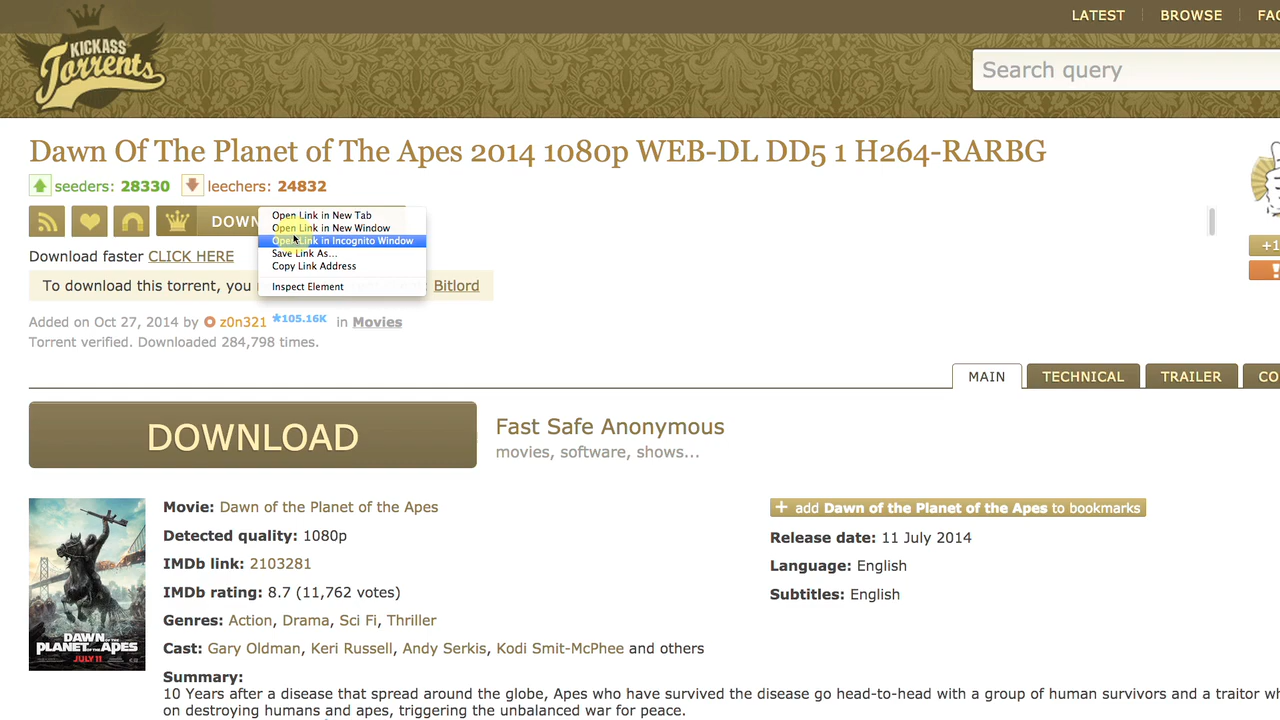 LATEST
BROWSE
FAQ
KICKASS
Torrents
Search query
Dawn Of The Planet of The Apes 2014 1080p WEB-DL DD5 1 H264-RARBG
seeders: 28330 leechers: 24832
DOWN
Open Link in New Tab
Open Link in New Window
Open Link in Incognito Window
Save Link As...
Copy Link Address
Inspect Element
Download faster CLICK HERE
+1
To download this torrent, you Bitlord
Added on Oct 27, 2014 by z0n321 *105.16K in Movies
Torrent verified. Downloaded 284,798 times.
MAIN
TECHNICAL
TRAILER
CO
DOWNLOAD
Fast Safe Anonymous
movies, software, shows...
DAWN OF THE
PLANET OF THE APES
JULY 11
Movie: Dawn of the Planet of the Apes
Detected quality: 1080p
IMDb link: 2103281
IMDb rating: 8.7 (11,762 votes)
Genres: Action, Drama, Sci Fi, Thriller
Cast: Gary Oldman, Keri Russell, Andy Serkis, Kodi Smit-McPhee and others
+ add Dawn of the Planet of the Apes to bookmarks
Release date: 11 July 2014
Language: English
Subtitles: English
Summary:
10 Years after a disease that spread around the globe, Apes who have survived the disease go head-to-head with a group of human survivors and a traitor wh
on destroying humans and apes, triggering the unbalanced war for peace.